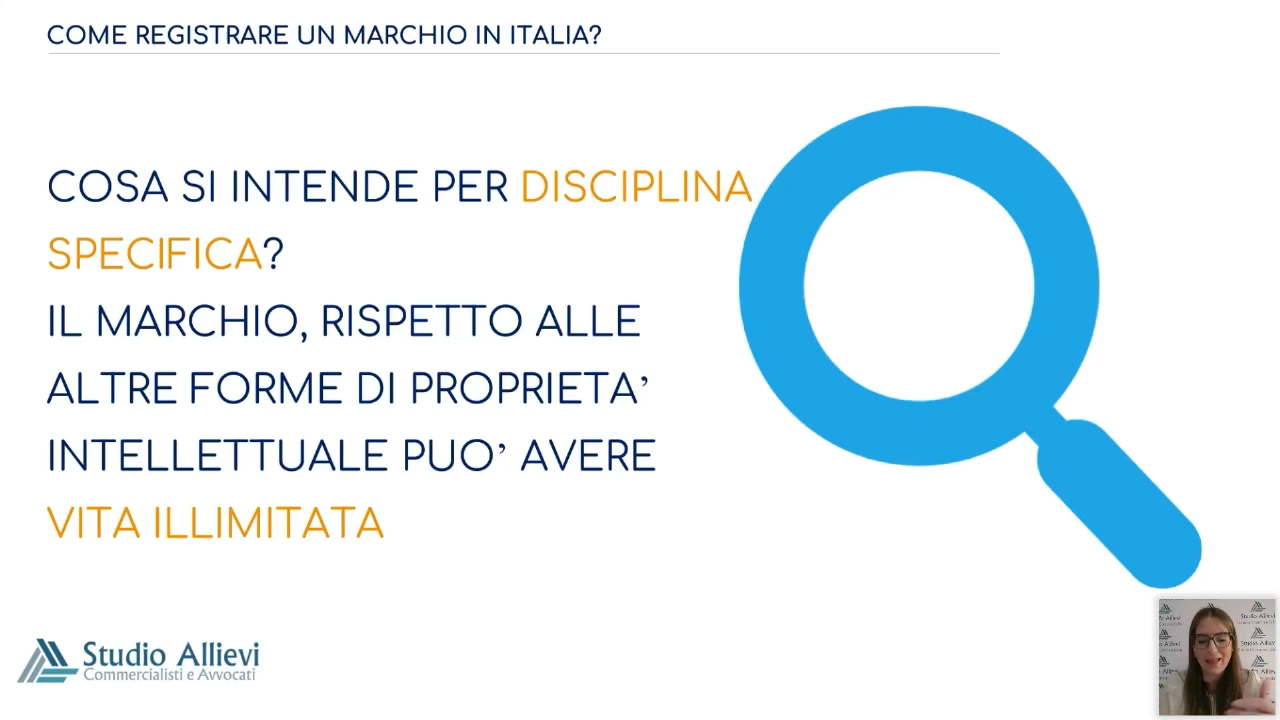 COME REGISTRARE UN MARCHIO IN ITALIA?
COSA SI INTENDE PER DISCIPLINA
SPECIFICA?
IL MARCHIO, RISPETTO ALLE
ALTRE FORME DI PROPRIETA’
INTELLETTUALE PUO’ AVERE
VITA ILLIMITATA
Studio Allievi
Commercialisti e Avvocati